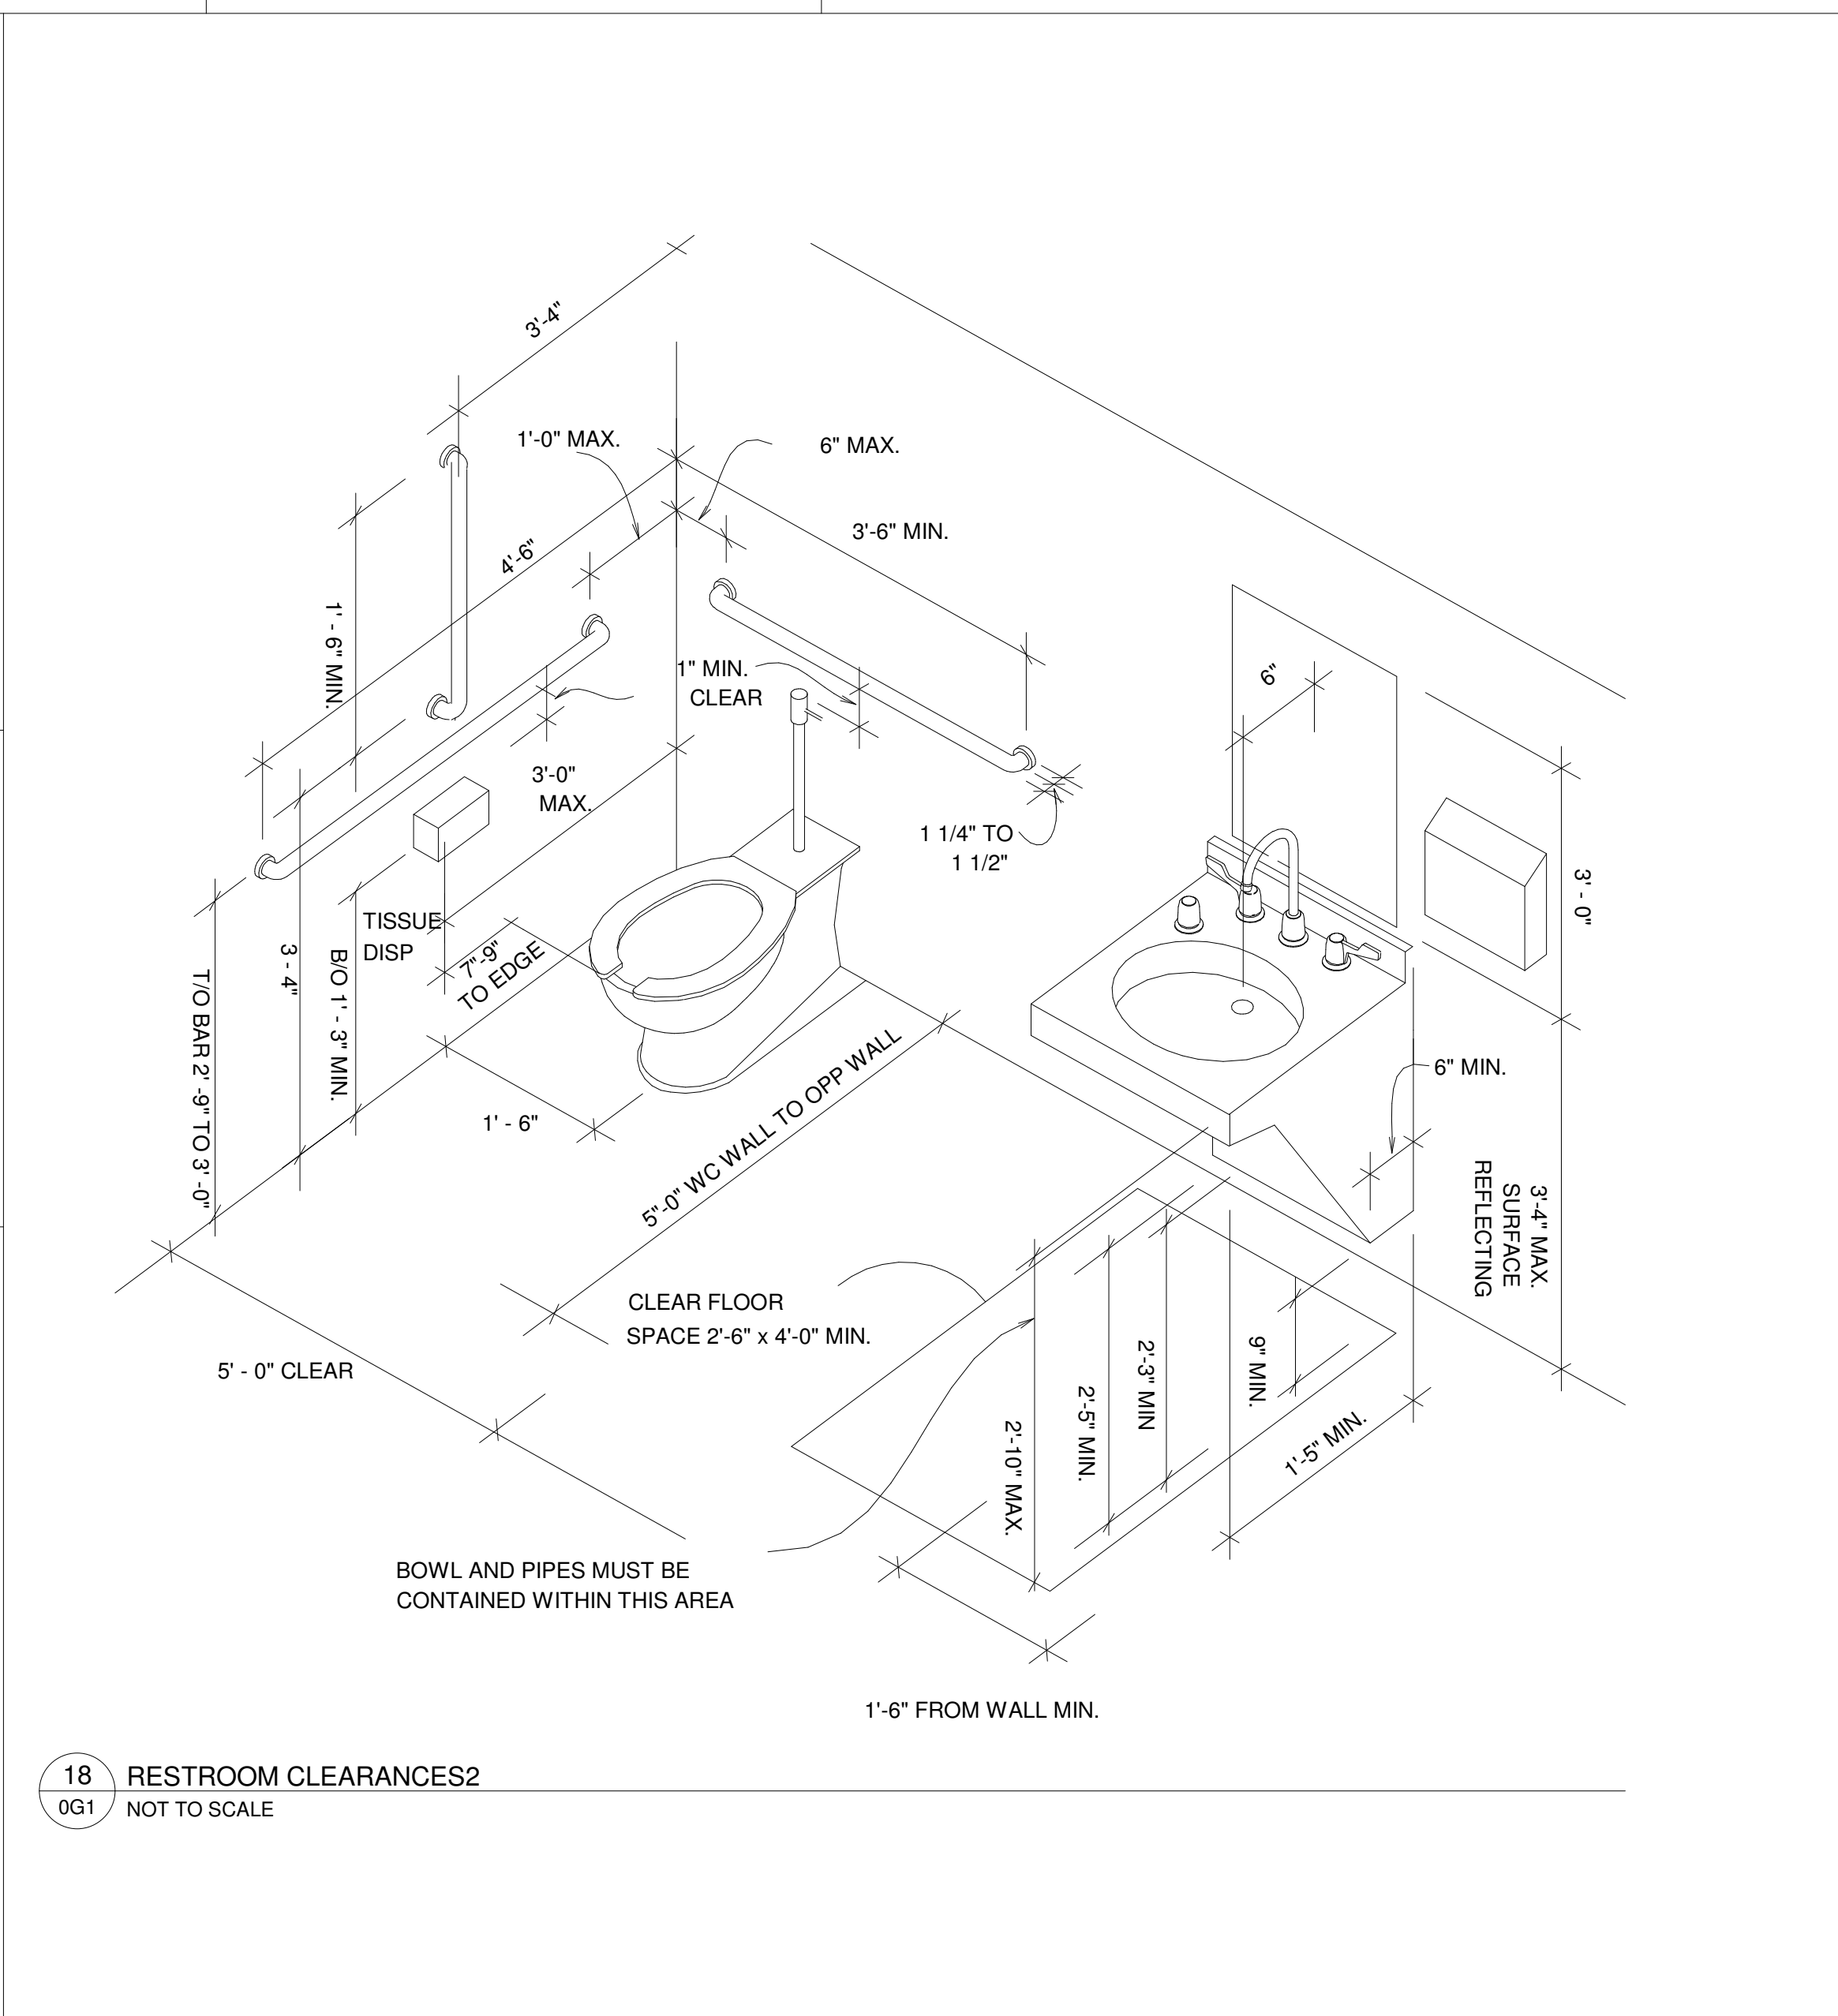 3'-4"
1'-0" MAX.
6" MAX.
3'-6" MIN.
4'-6"
1' - 6" MIN.
1" MIN.
CLEAR
6"
3'-0"
MAX.
1 1/4" TO
1 1/2"
3' - 0"
TISSUE
DISP
7"-9"
TO EDGE
3 - 4"
B/O 1' - 3" MIN.
T/O BAR 2' -9" TO 3' -0"
1' - 6"
5"-0" WC WALL TO OPP WALL
6" MIN.
3'-4" MAX.
SURFACE
REFLECTING
CLEAR FLOOR
SPACE 2'-6" x 4'-0" MIN.
5' - 0" CLEAR
2'-10" MAX.
2'-5" MIN.
2'-3" MIN
9" MIN.
1'-5" MIN.
BOWL AND PIPES MUST BE
CONTAINED WITHIN THIS AREA
1'-6" FROM WALL MIN.
18
0G1
RESTROOM CLEARANCES2
NOT TO SCALE